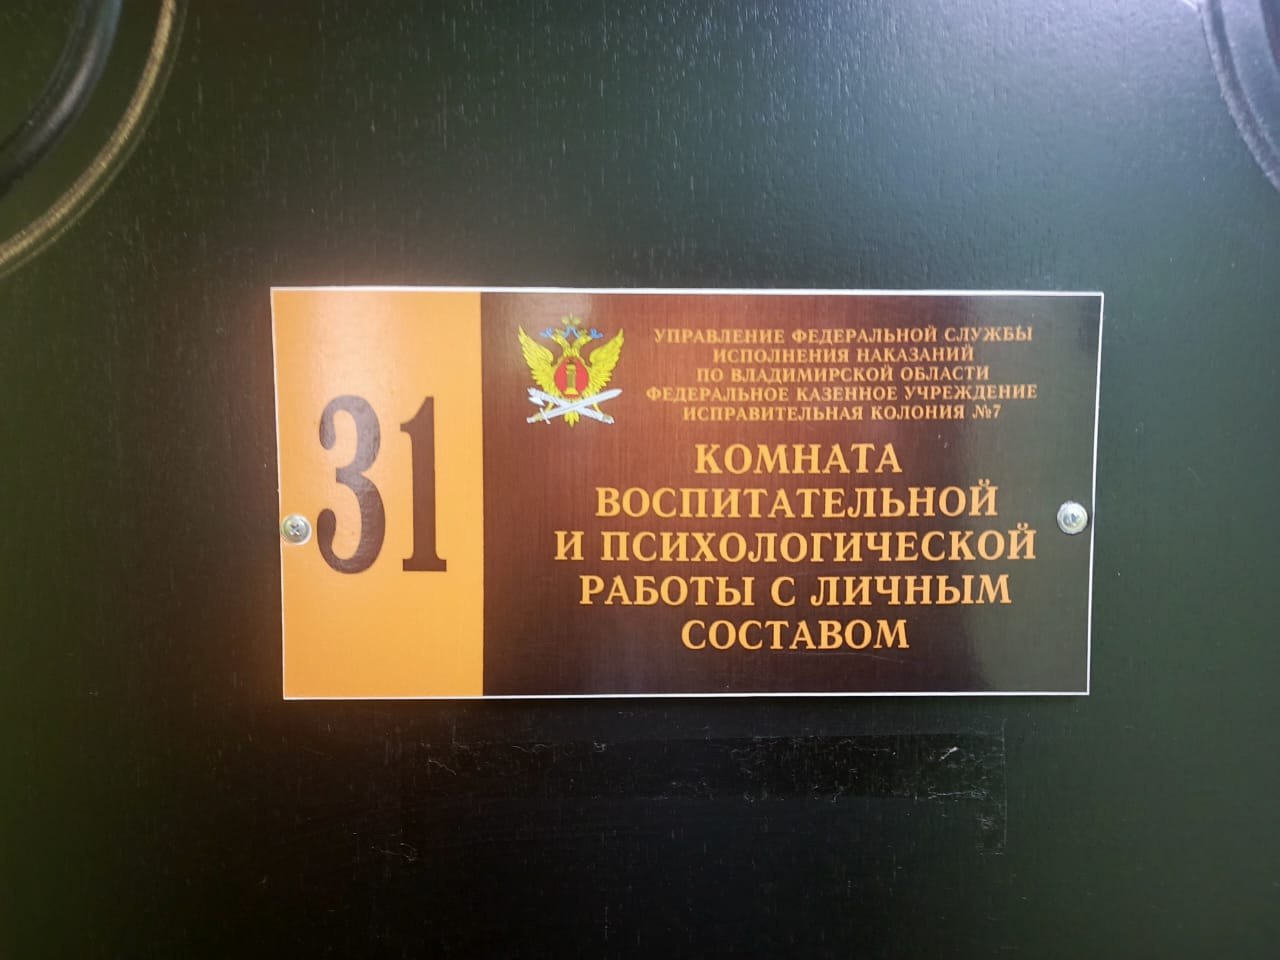 31
УПРАВЛЕНИЕ ФЕДЕРАЛЬНОЙ СЛУЖБЫ
ИСПОЛНЕНИЯ НАКАЗАНИЙ
ПО ВЛАДИМИРСКОЙ ОБЛАСТИ
ФЕДЕРАЛЬНОЕ КАЗЕННОЕ УЧРЕЖДЕНИЕ
ИСПРАВИТЕЛЬНАЯ КОЛОНИЯ №7
КОМНАТА
ВОСПИТАТЕЛЬНОЙ
И ПСИХОЛОГИЧЕСКОЙ
РАБОТЫ С ЛИЧНЫМ
СОСТАВОМ